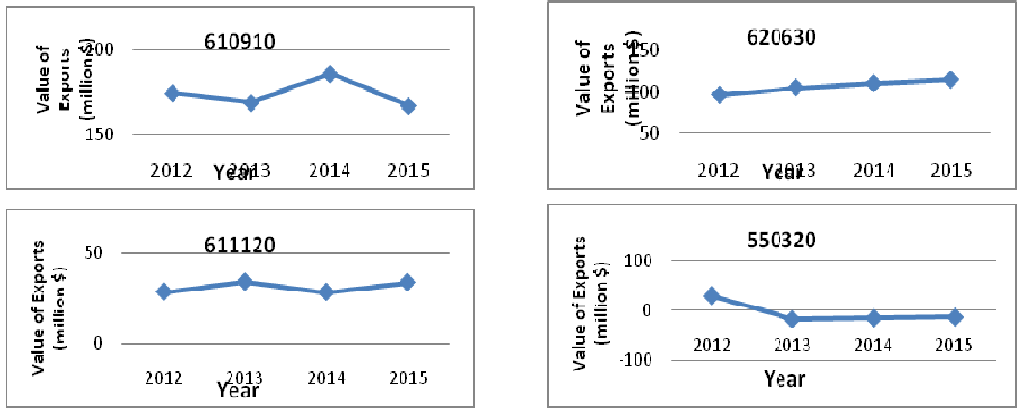 610910
Value of
Exports
(million $)
200
150
2012 2013 2014 2015
Year
620630
Value of
Exports
(million $)
150
100
50
2012 2013 2014 2015
Year
611120
Value of Exports
(million $)
50
0
2012 2013 2014 2015
Year
550320
Value of Exports
(million $)
100
0
-100
2012 2013 2014 2015
Year